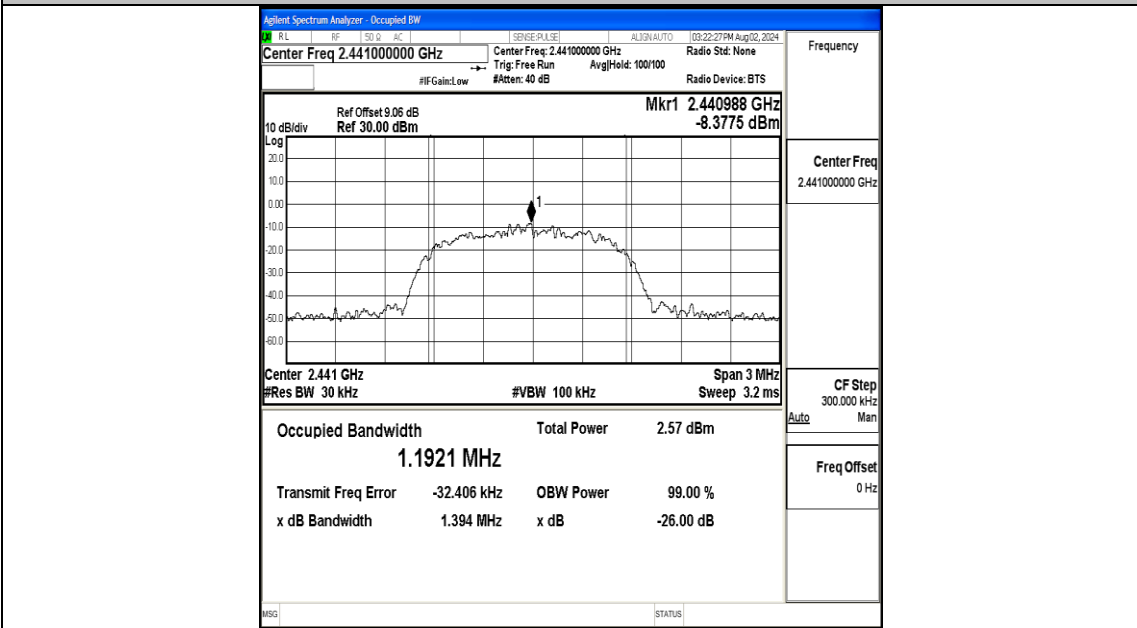 Agilent Spectrum Analyzer - Occupied BW
RL RF 50 Ω AC SENSE:PULSE ALIGN AUTO 03:22:27 PM Aug 02, 2024
Center Freq 2.441000000 GHz
Center Freq: 2.441000000 GHz Radio Std: None
Trig: Free Run Avg|Hold: 100/100
#IFGain:Low #Atten: 40 dB Radio Device: BTS
Frequency
Mkr1 2.440988 GHz
Ref Offset 9.06 dB
-8.3775 dBm
10 dB/div Ref 30.00 dBm
Log
20.0
10.0
0.00
-10.0
-20.0
-30.0
-40.0
-50.0
-60.0
1
Center 2.441 GHz Span 3 MHz
#Res BW 30 kHz #VBW 100 kHz Sweep 3.2 ms
Occupied Bandwidth Total Power 2.57 dBm
1.1921 MHz
Transmit Freq Error -32.406 kHz OBW Power 99.00 %
x dB Bandwidth 1.394 MHz x dB -26.00 dB
Center Freq
2.441000000 GHz
CF Step
300.000 kHz
Auto Man
Freq Offset
0 Hz
MSG STATUS